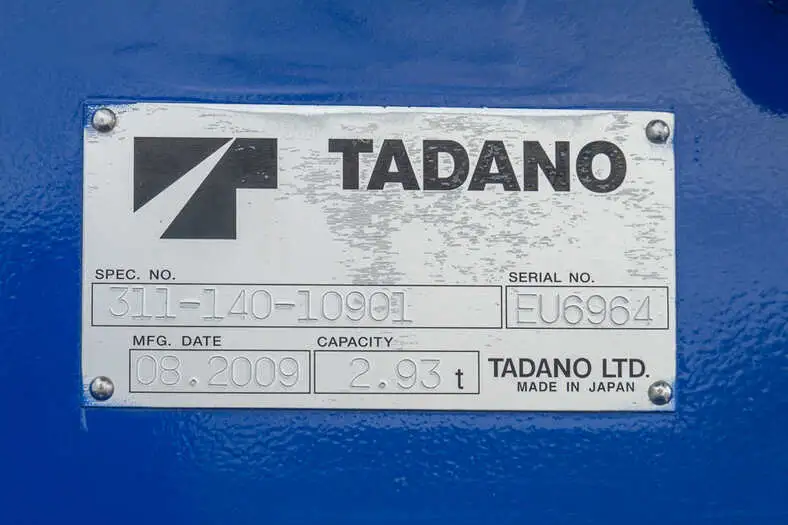 TADANO
SPEC. NO. SERIAL NO.
311-140-10901 EU6964
MFG. DATE CAPACITY
08.2009 2.93 t TADANO LTD.
MADE IN JAPAN